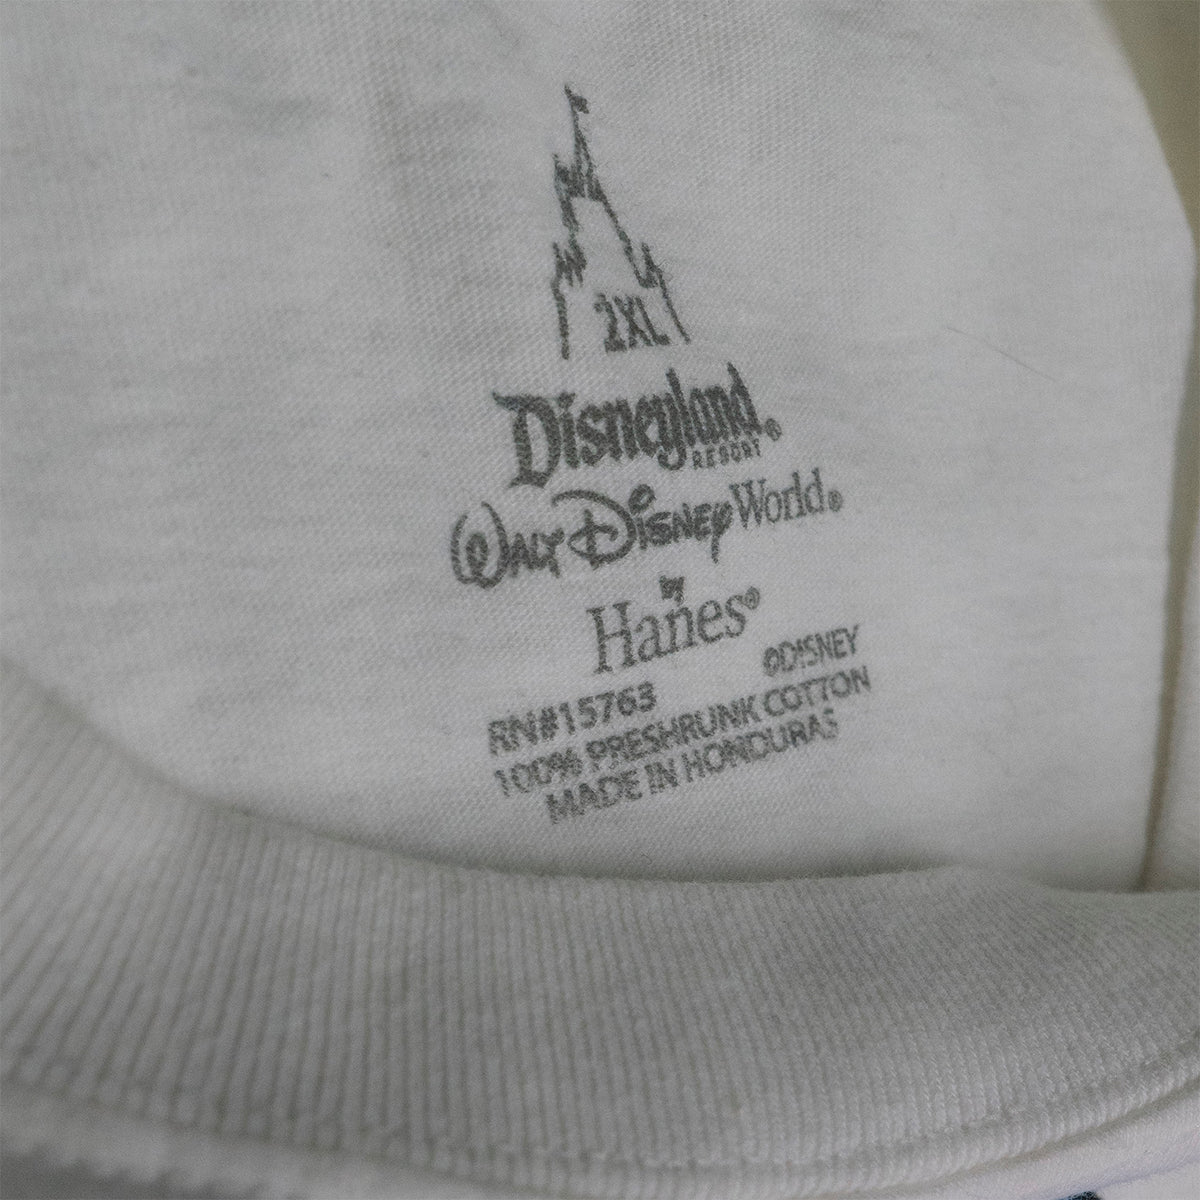 2XL
Disneyland®
RESORT
WALT DISNEY World®
by
Hanes®
©DISNEY
RN#15763
100% PRESHRUNK COTTON
MADE IN HONDURAS